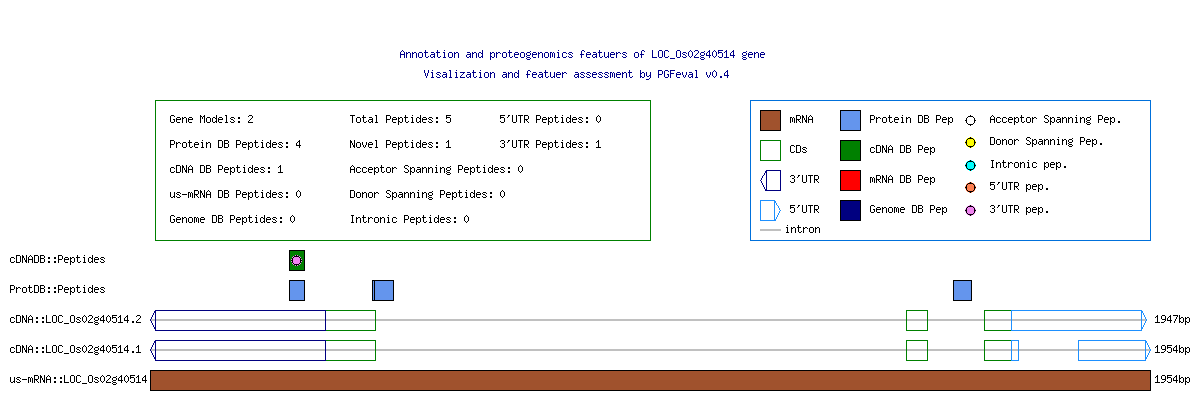 Annotation and proteogenomics featuers of LOC_Os02g40514 gene
Visalization and featuer assessment by PGFeval v0.4
Gene Models: 2 Total Peptides: 5 5'UTR Peptides: 0
Protein DB Peptides: 4 Novel Peptides: 1 3'UTR Peptides: 1
cDNA DB Peptides: 1 Acceptor Spanning Peptides: 0
us-mRNA DB Peptides: 0 Donor Spanning Peptides: 0
Genome DB Peptides: 0 Intronic Peptides: 0
mRNA Protein DB Pep Acceptor Spanning Pep.
CDs cDNA DB Pep Donor Spanning Pep.
3'UTR mRNA DB Pep Intronic pep.
5'UTR Genome DB Pep 5'UTR pep.
intron 3'UTR pep.
cDNADB::Peptides
ProtDB::Peptides
cDNA::LOC_Os02g40514.2 1947bp
cDNA::LOC_Os02g40514.1 1954bp
us-mRNA::LOC_Os02g40514 1954bp